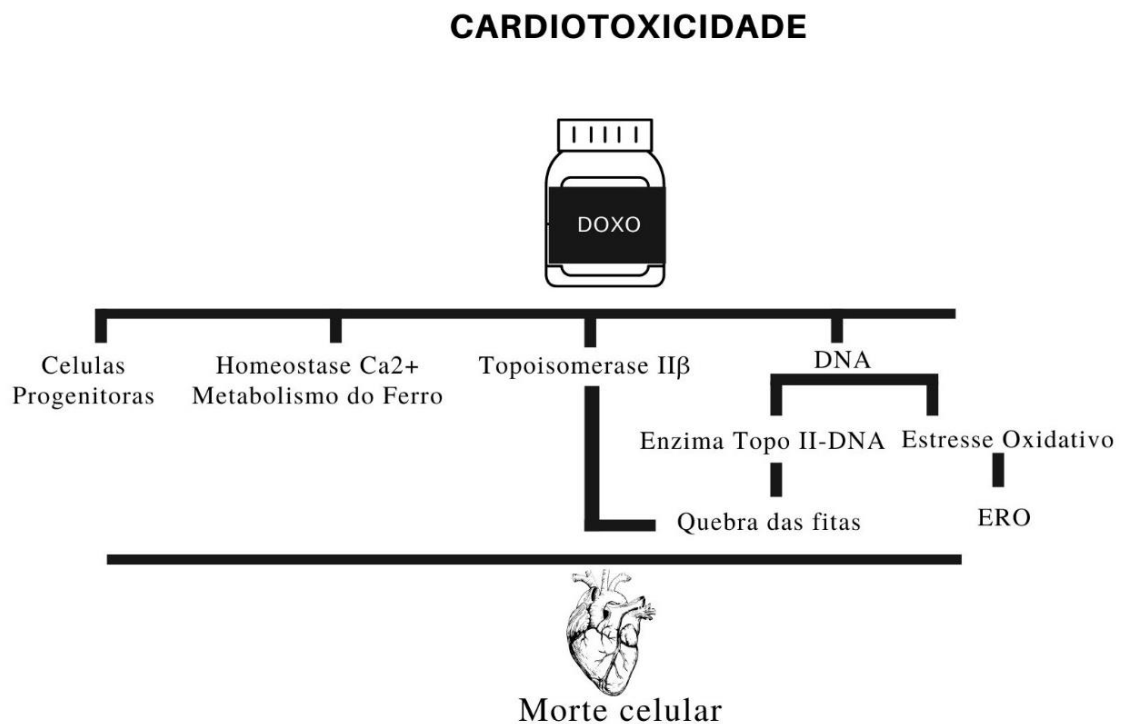 CARDIOTOXICIDADE
DOXO
Celulas
Progenitoras
Homeostase Ca2+
Metabolismo do Ferro
Topoisomerase IIβ
DNA
Enzima Topo II-DNA
Estresse Oxidativo
Quebra das fitas
ERO
Morte celular